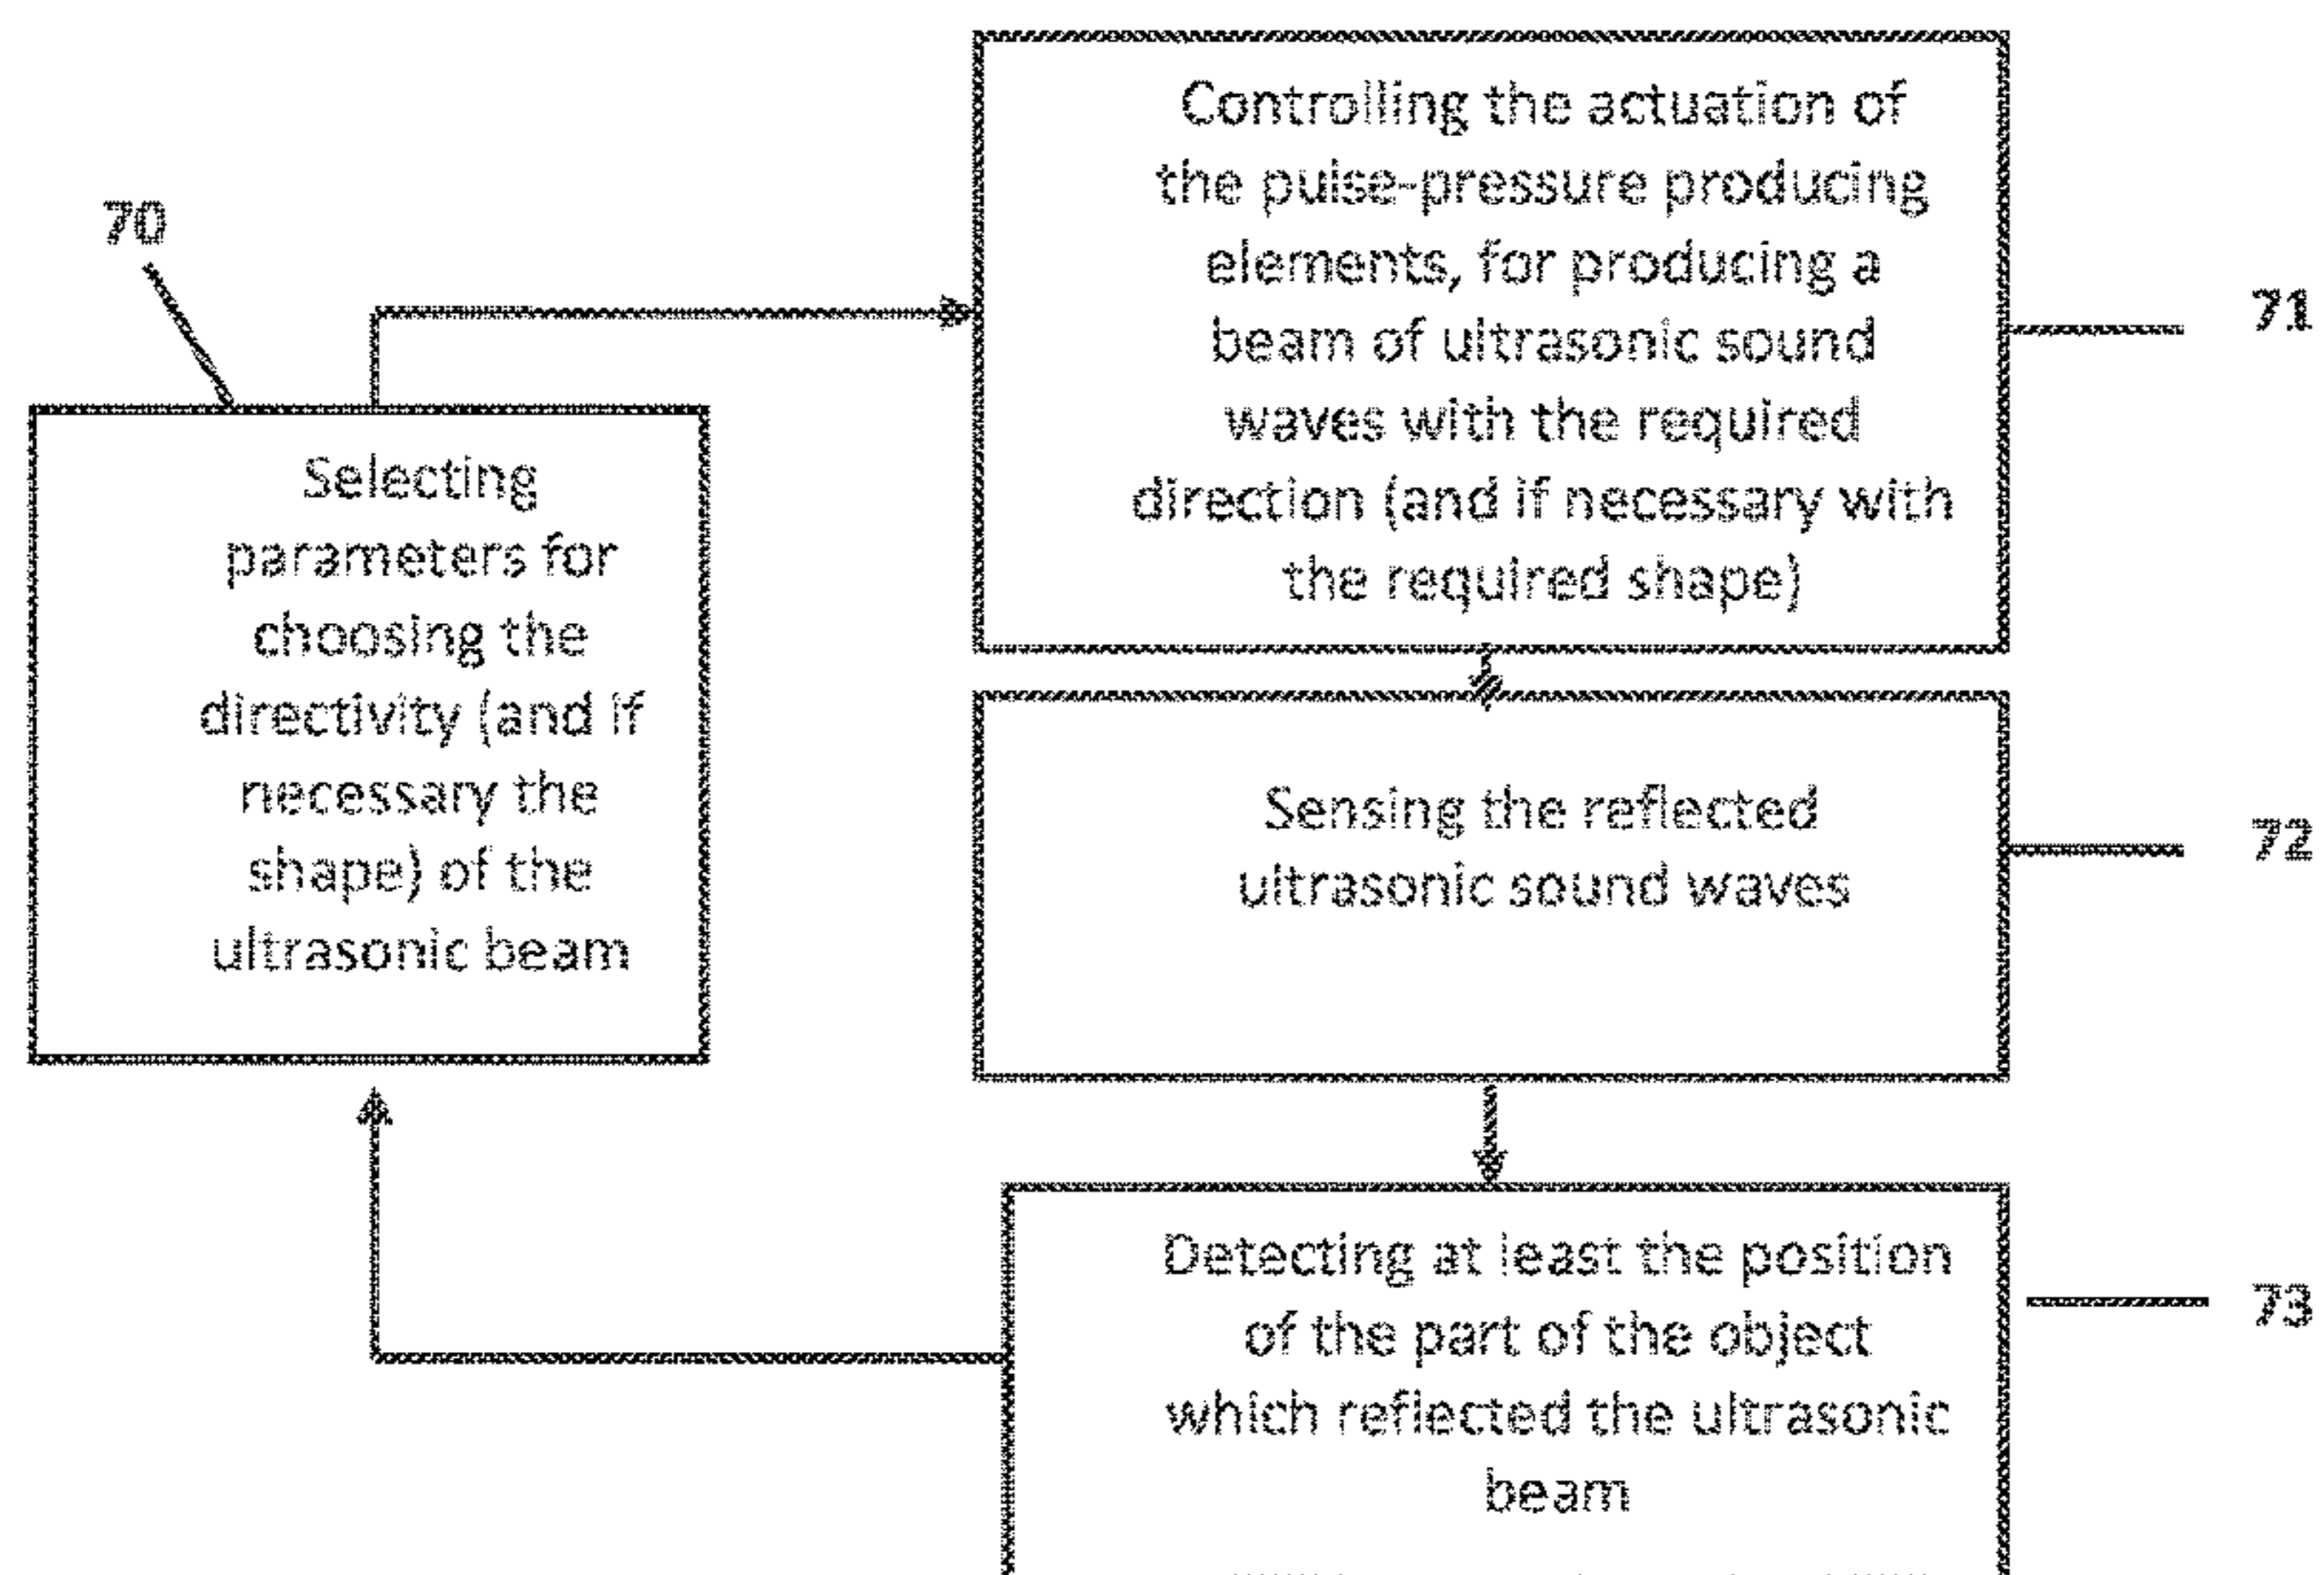 70
Selecting
parameters for
choosing the
directivity (and if
necessary the
shape) of the
ultrasonic beam
Controlling the actuation of
the pulse-pressure producing
elements, for producing a
beam of ultrasonic sound
waves with the required
direction (and if necessary with
the required shape)
71
Sensing the reflected
ultrasonic sound waves
72
Detecting at least the position
of the part of the object
which reflected the ultrasonic
beam
73